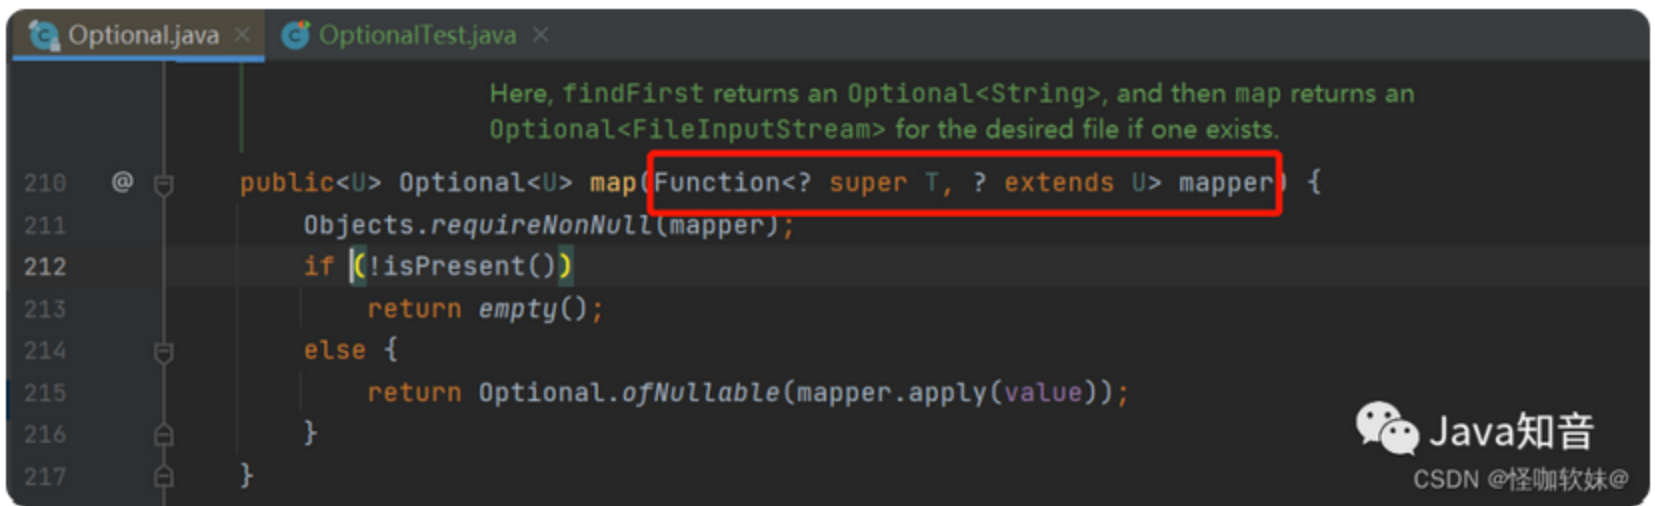 Optional.java × OptionalTest.java ×
Here, findFirst returns an Optional<String>, and then map returns an
Optional<FileInputStream> for the desired file if one exists.
210 @ public<U> Optional<U> map(Function<? super T, ? extends U> mapper) {
211 Objects.requireNonNull(mapper);
212 if (!isPresent())
213 return empty();
214 else {
215 return Optional.ofNullable(mapper.apply(value));
216 }
217 }
Java知音
CSDN @怪咖软妹@